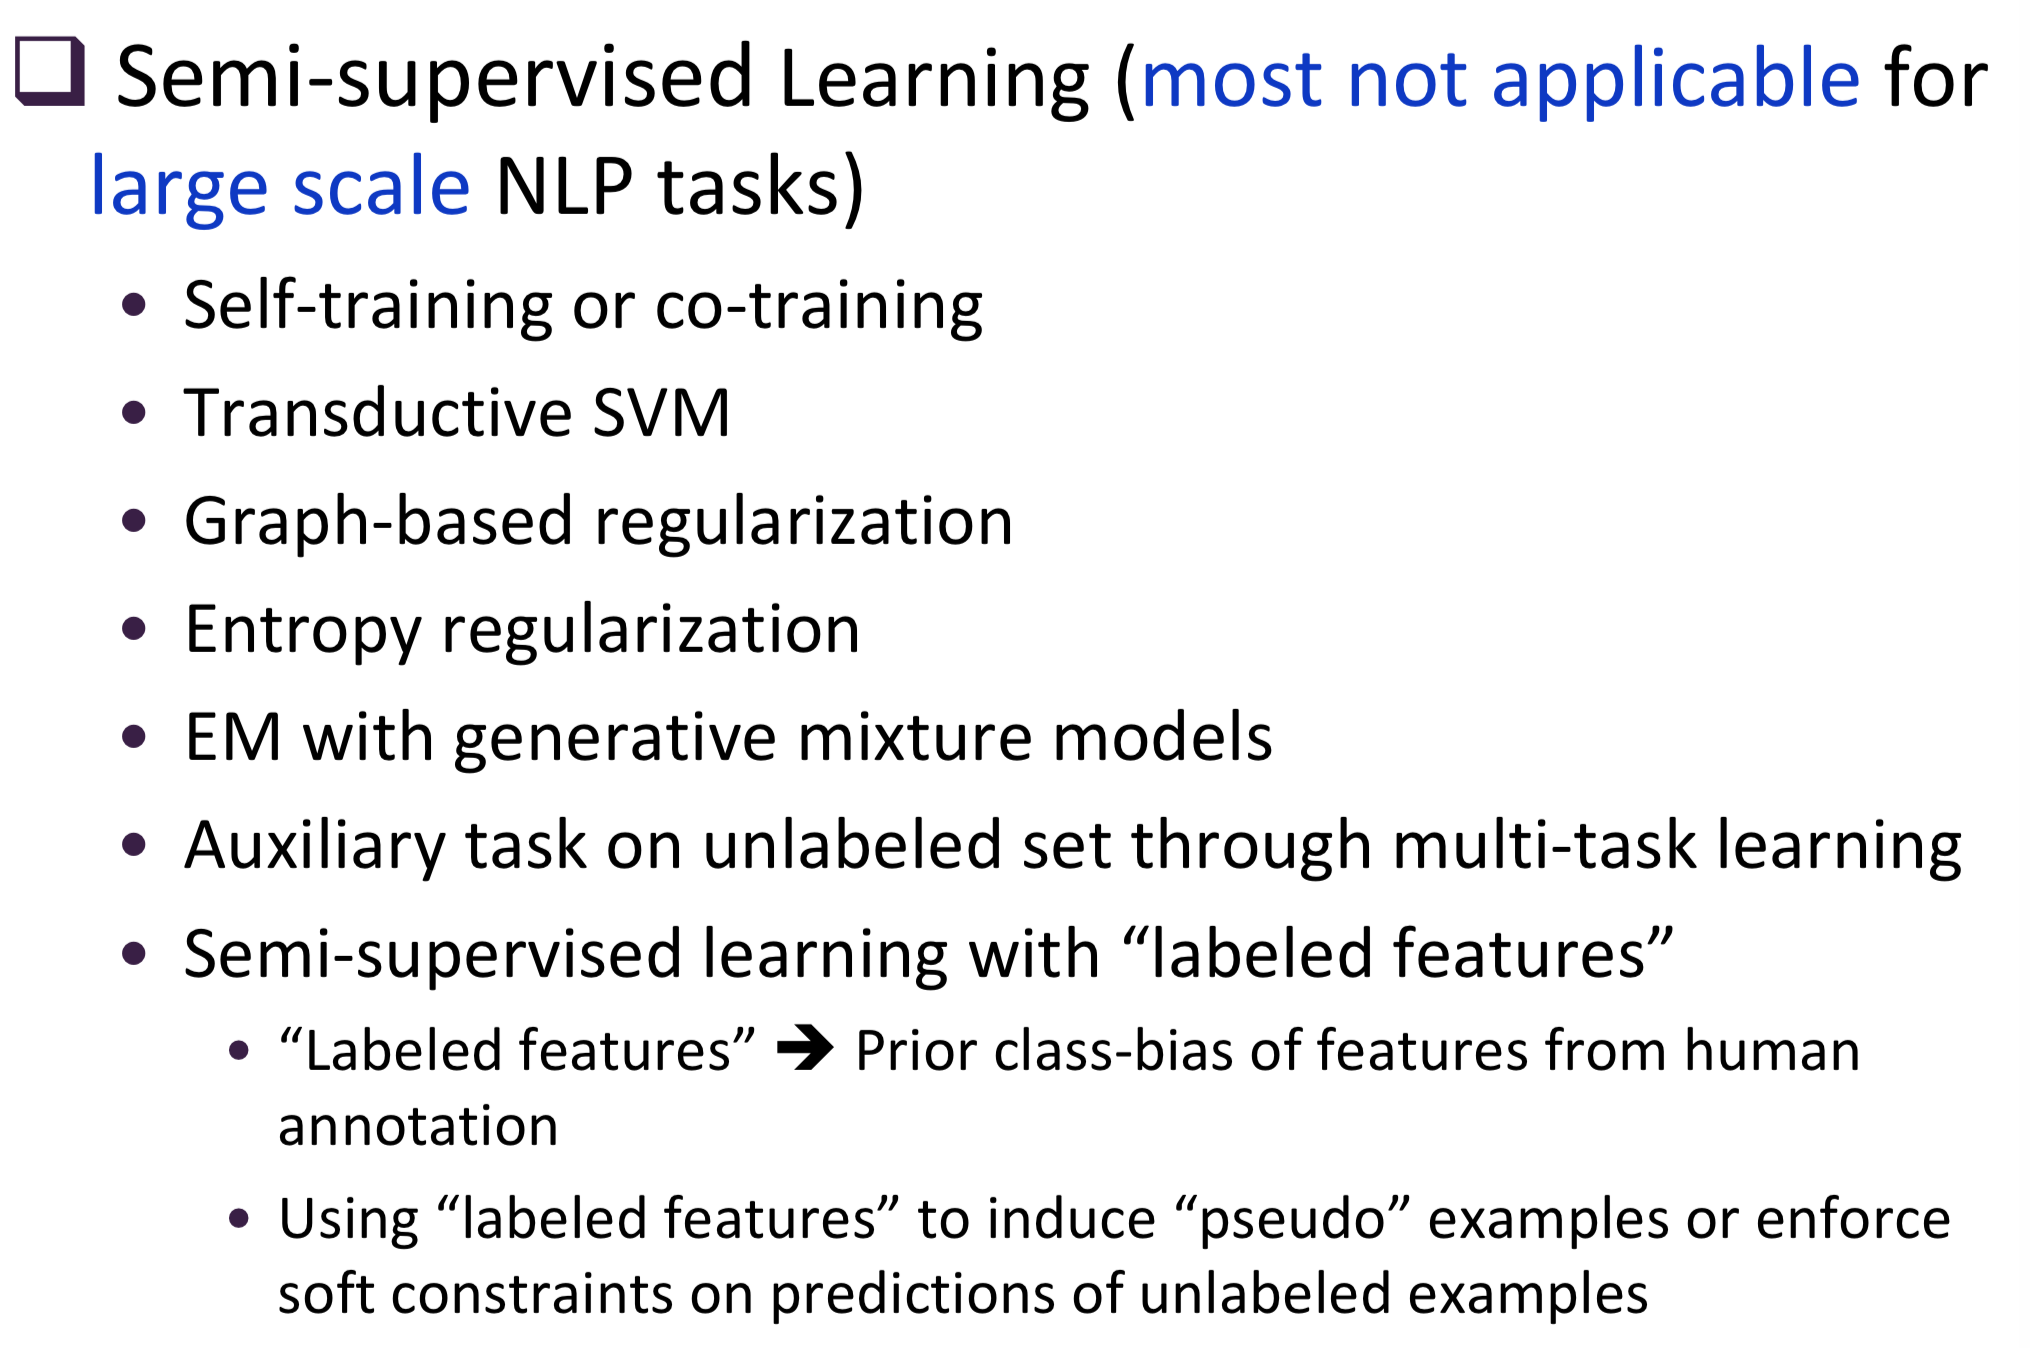 ❑ Semi-supervised Learning (most not applicable for
large scale NLP tasks)
• Self-training or co-training
• Transductive SVM
• Graph-based regularization
• Entropy regularization
• EM with generative mixture models
• Auxiliary task on unlabeled set through multi-task learning
• Semi-supervised learning with “labeled features”
• “Labeled features” ➔ Prior class-bias of features from human
annotation
• Using “labeled features” to induce “pseudo” examples or enforce
soft constraints on predictions of unlabeled examples